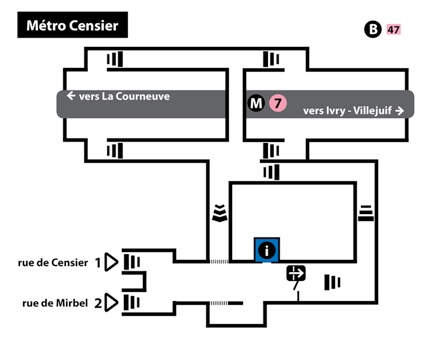 Métro Censier
B 47
← vers La Courneuve
M 7
vers Ivry - Villejuif →
i
rue de Censier 1
rue de Mirbel 2